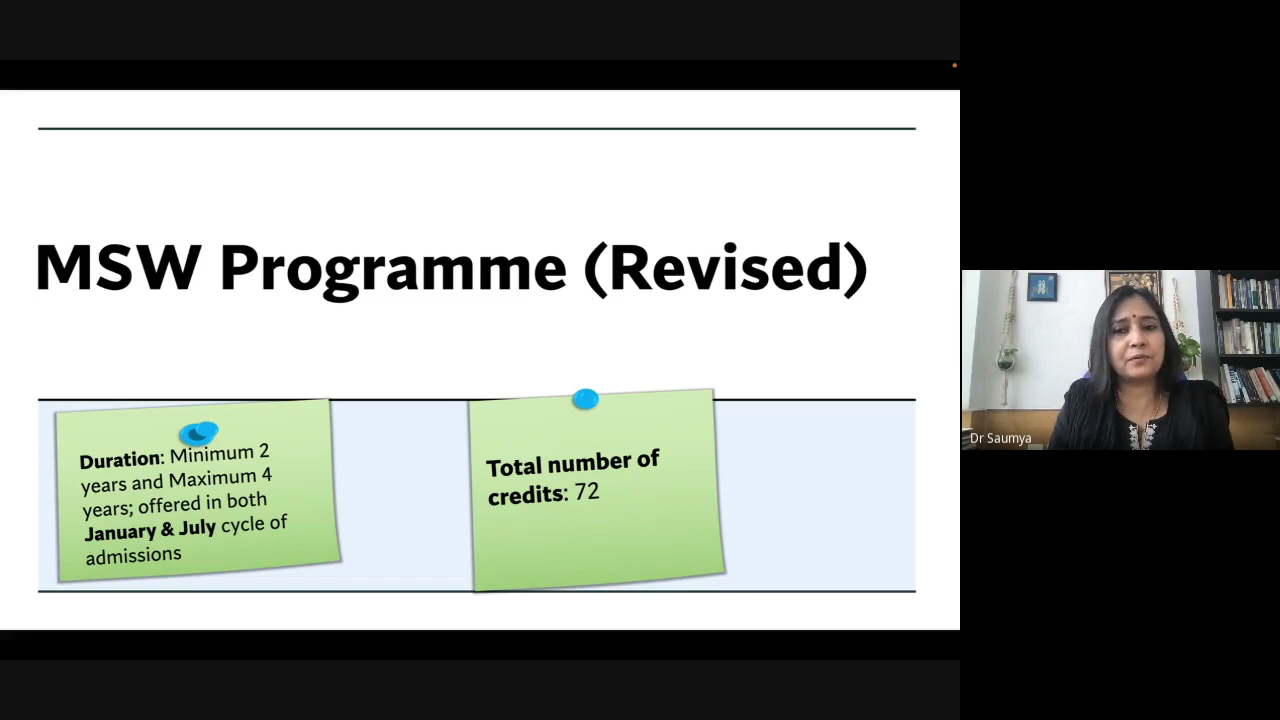 MSW Programme (Revised)
Duration: Minimum 2
years and Maximum 4
years; offered in both
January & July cycle of
admissions
Total number of
credits: 72
Dr Saumya